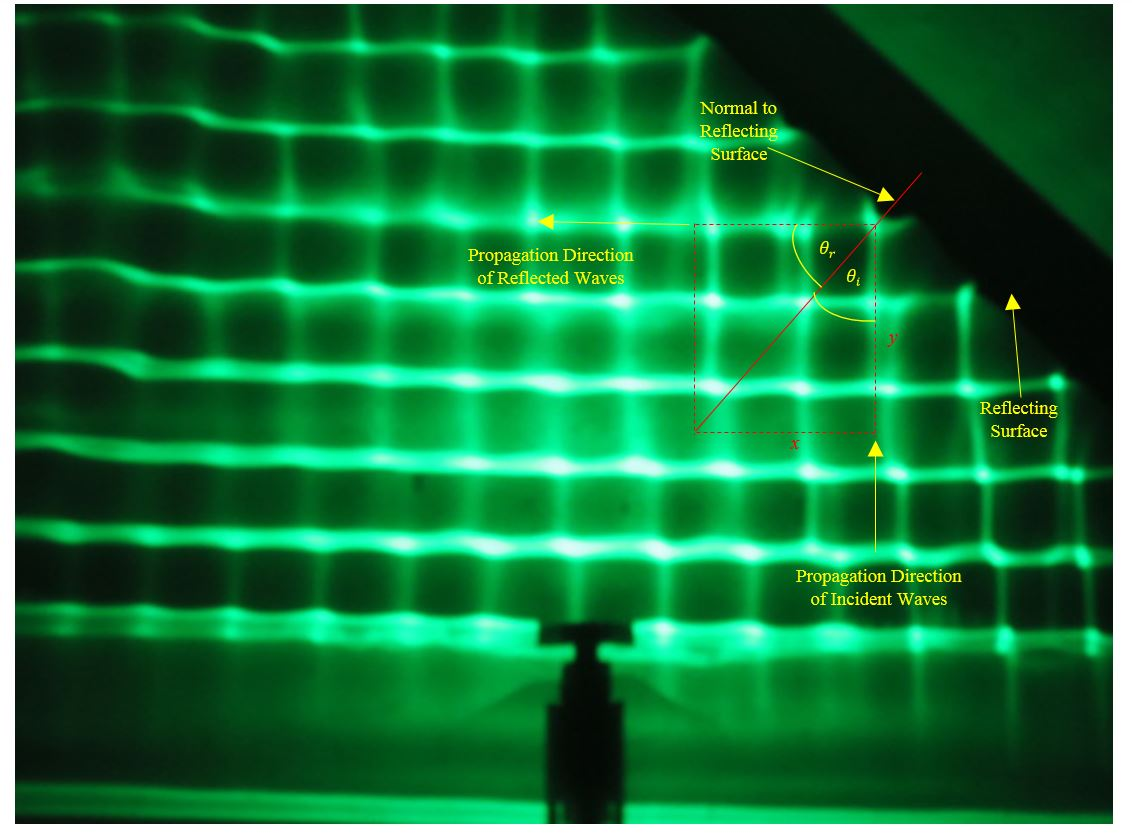 Normal to
Reflecting
Surface
Propagation Direction
of Reflected Waves
θr
θi
y
Reflecting
Surface
x
Propagation Direction
of Incident Waves